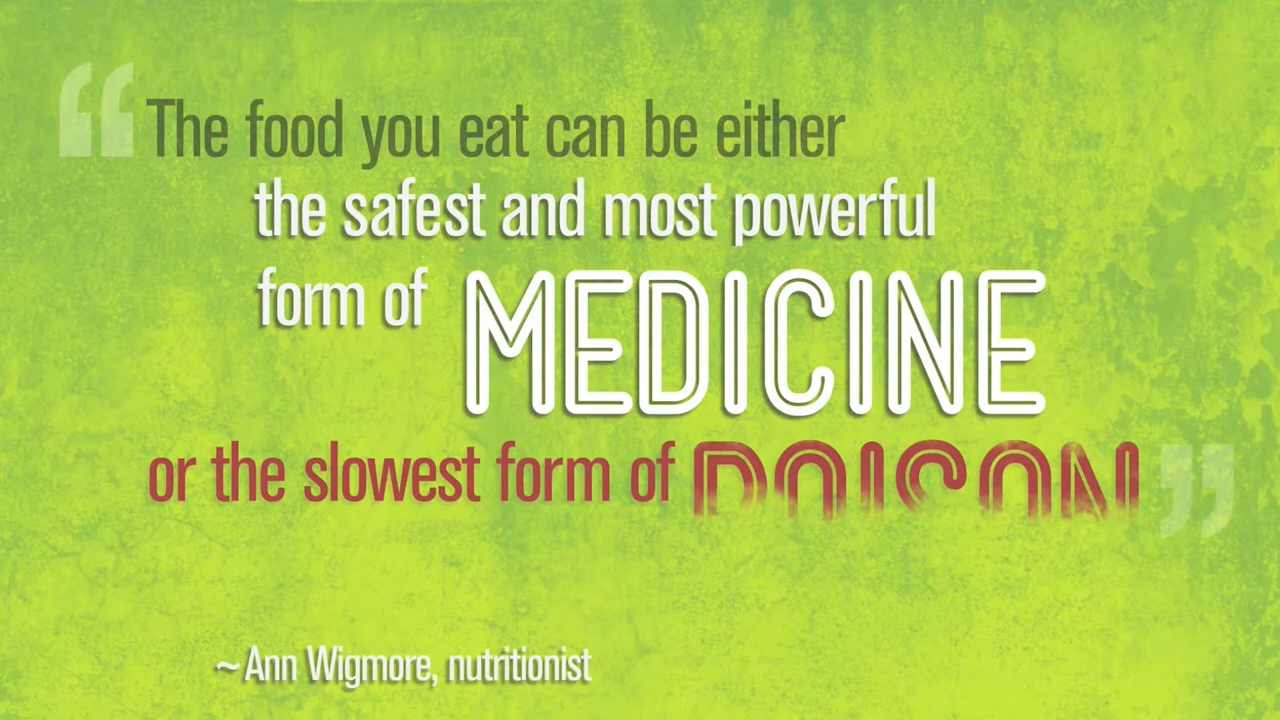 “The food you eat can be either
the safest and most powerful
form of MEDICINE
or the slowest form of POISON”
~Ann Wigmore, nutritionist